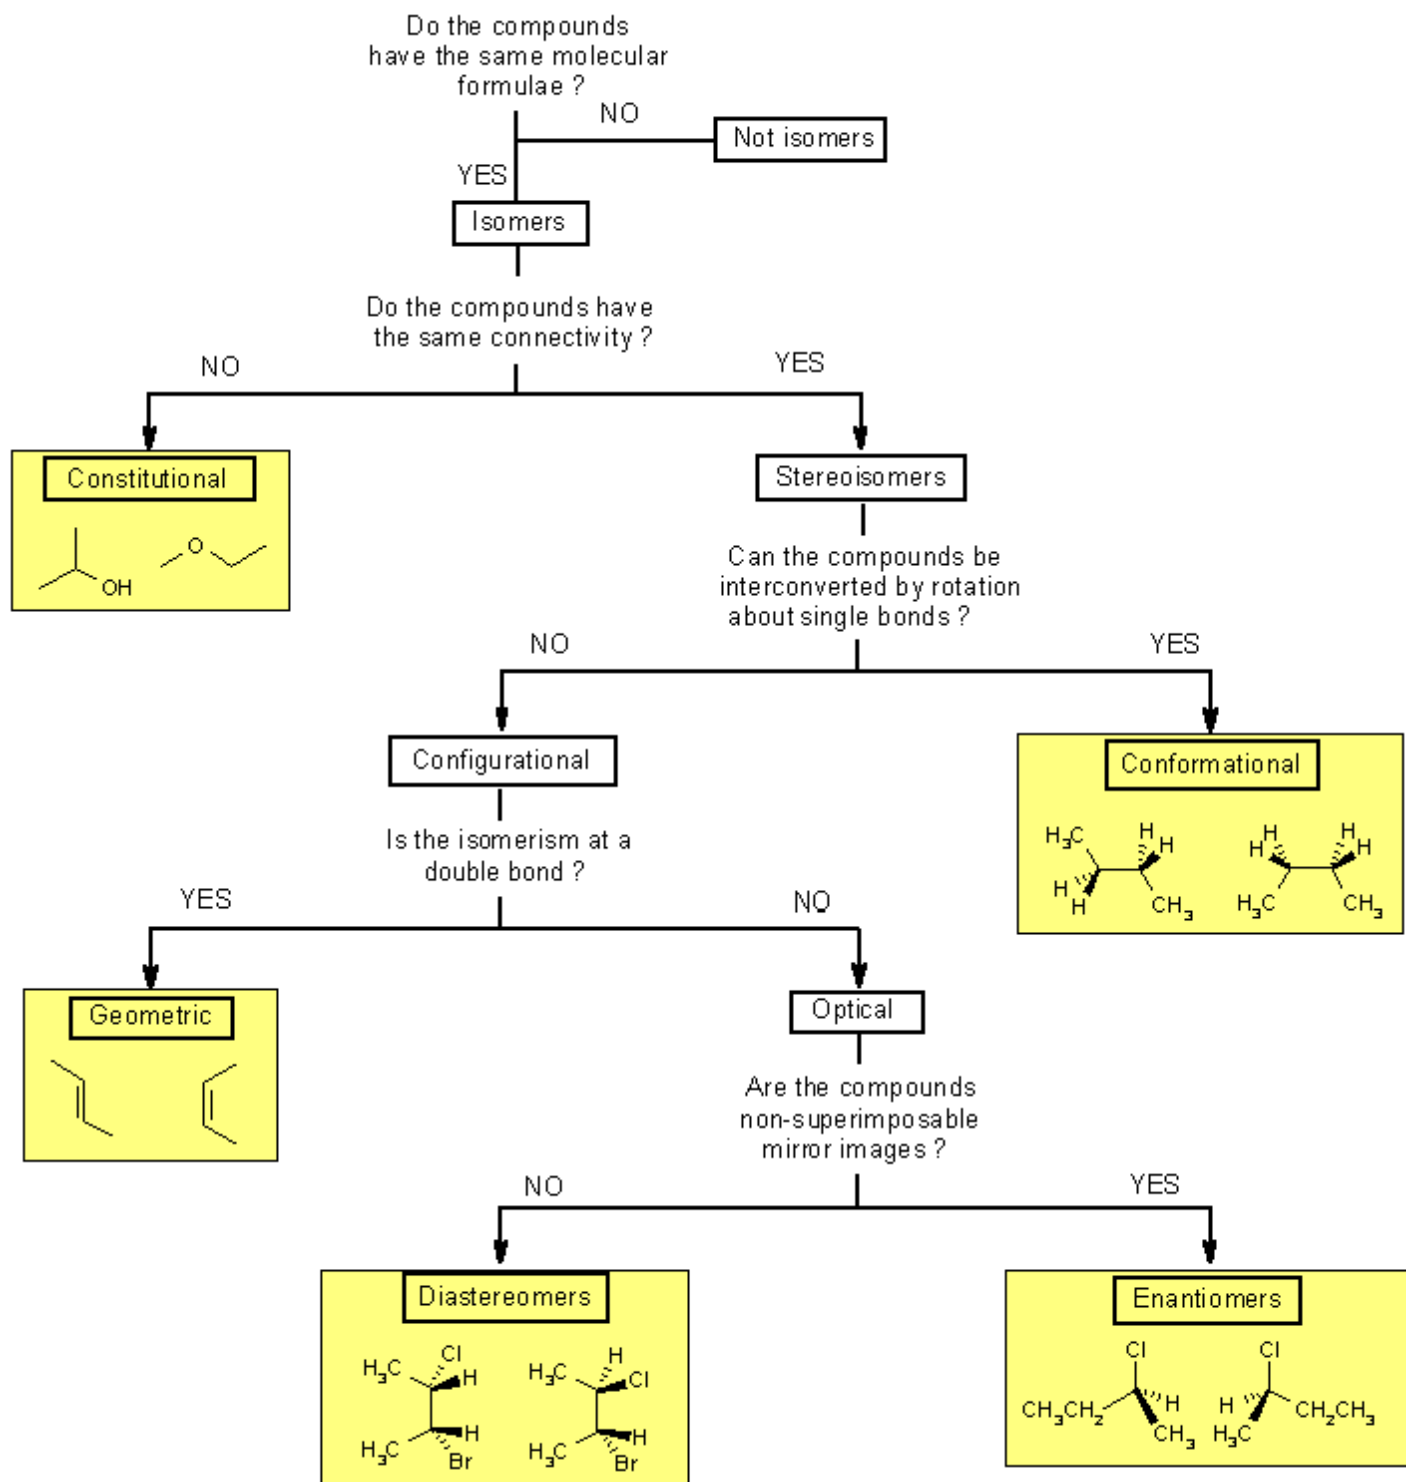 Do the compounds
have the same molecular
formulae ?
NO
Not isomers
YES
Isomers
Do the compounds have
the same connectivity ?
NO
YES
Constitutional
OH
O
Stereoisomers
Can the compounds be
interconverted by rotation
about single bonds ?
NO
YES
Configurational
Conformational
H₃C
H
H
H
H
CH₃
H
H
H
H
H₃C
CH₃
Is the isomerism at a
double bond ?
YES
NO
Geometric
Optical
Are the compounds
non-superimposable
mirror images ?
NO
YES
Diastereomers
H₃C
Cl
H
H₃C
H
Br
H₃C
H
Cl
H₃C
H
Br
Enantiomers
Cl
CH₃CH₂
H
CH₃
Cl
H
H₃C
CH₂CH₃